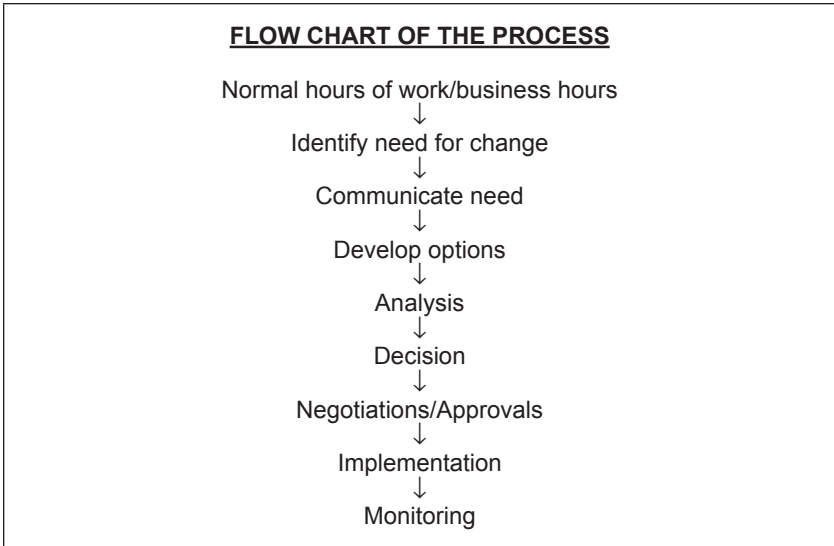 FLOW CHART OF THE PROCESS
Normal hours of work/business hours
↓
Identify need for change
↓
Communicate need
↓
Develop options
↓
Analysis
↓
Decision
↓
Negotiations/Approvals
↓
Implementation
↓
Monitoring